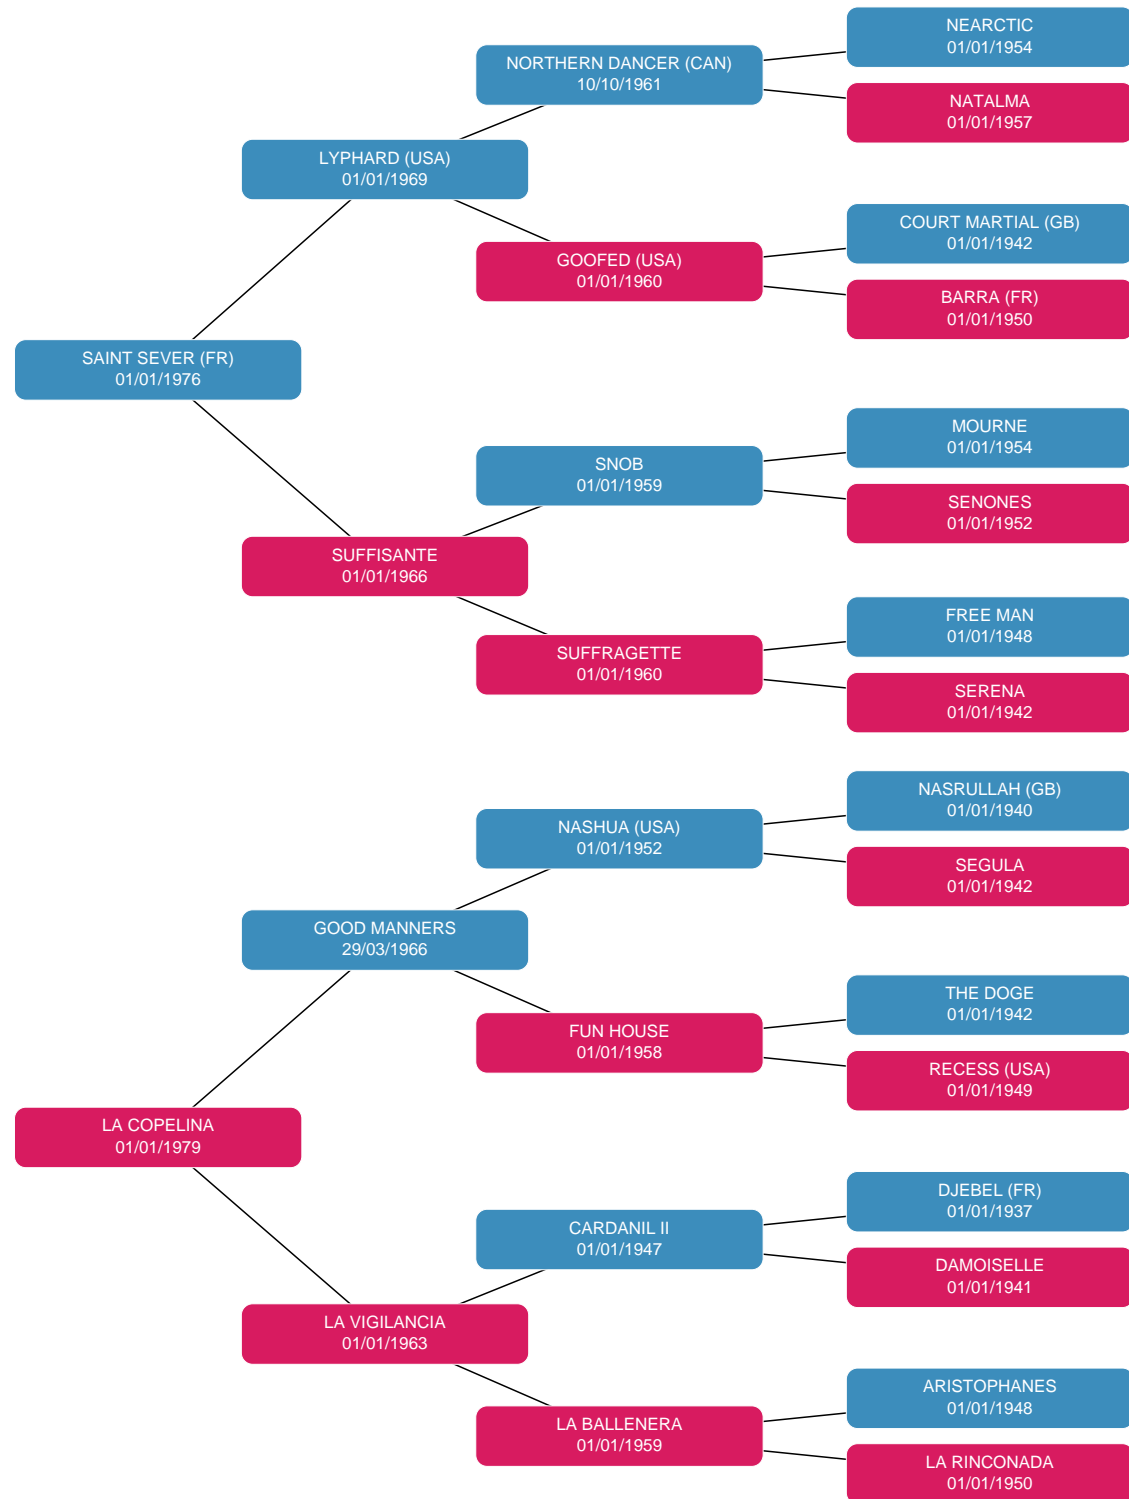 NEARCTIC
01/01/1954
NORTHERN DANCER (CAN)
10/10/1961
NATALMA
01/01/1957
LYPHARD (USA)
01/01/1969
COURT MARTIAL (GB)
01/01/1942
GOOFED (USA)
01/01/1960
BARRA (FR)
01/01/1950
SAINT SEVER (FR)
01/01/1976
MOURNE
01/01/1954
SNOB
01/01/1959
SENONES
01/01/1952
SUFFISANTE
01/01/1966
FREE MAN
01/01/1948
SUFFRAGETTE
01/01/1960
SERENA
01/01/1942
NASRULLAH (GB)
01/01/1940
NASHUA (USA)
01/01/1952
SEGULA
01/01/1942
GOOD MANNERS
29/03/1966
THE DOGE
01/01/1942
FUN HOUSE
01/01/1958
RECESS (USA)
01/01/1949
LA COPELINA
01/01/1979
DJEBEL (FR)
01/01/1937
CARDANIL II
01/01/1947
DAMOISELLE
01/01/1941
LA VIGILANCIA
01/01/1963
ARISTOPHANES
01/01/1948
LA BALLENERA
01/01/1959
LA RINCONADA
01/01/1950